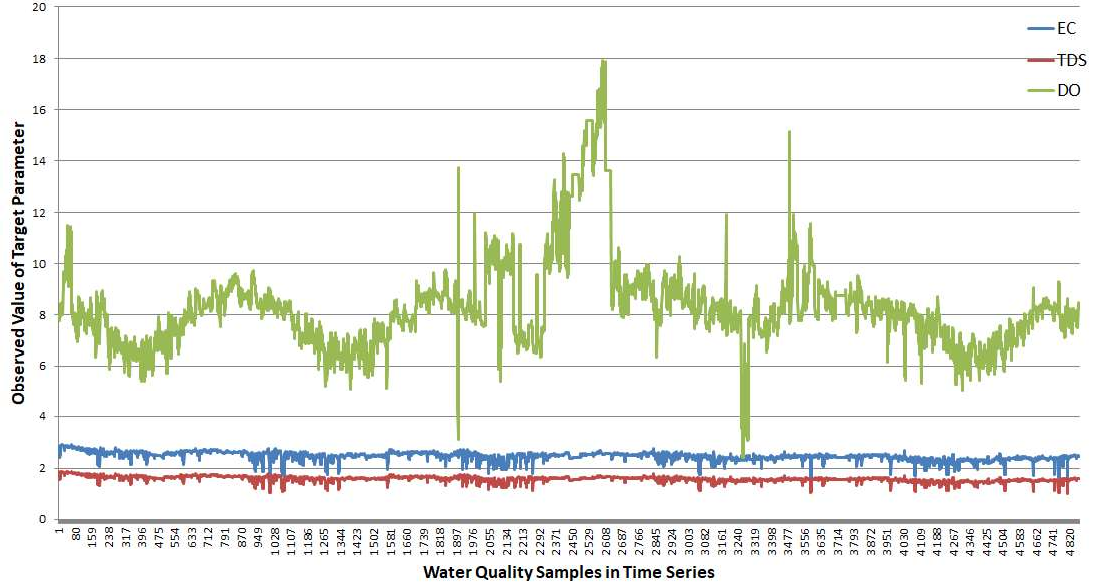 20
18
16
14
12
10
8
6
4
2
0
EC
TDS
DO
Observed Value of Target Parameter
1 80 159 238 317 396 475 554 633 712 791 870 949 1028 1107 1186 1265 1344 1423 1502 1581 1660 1739 1818 1897 1976 2055 2134 2213 2292 2371 2450 2529 2608 2687 2766 2845 2924 3003 3082 3161 3240 3319 3398 3477 3556 3635 3714 3793 3872 3951 4030 4109 4188 4267 4346 4425 4504 4583 4662 4741 4820
Water Quality Samples in Time Series